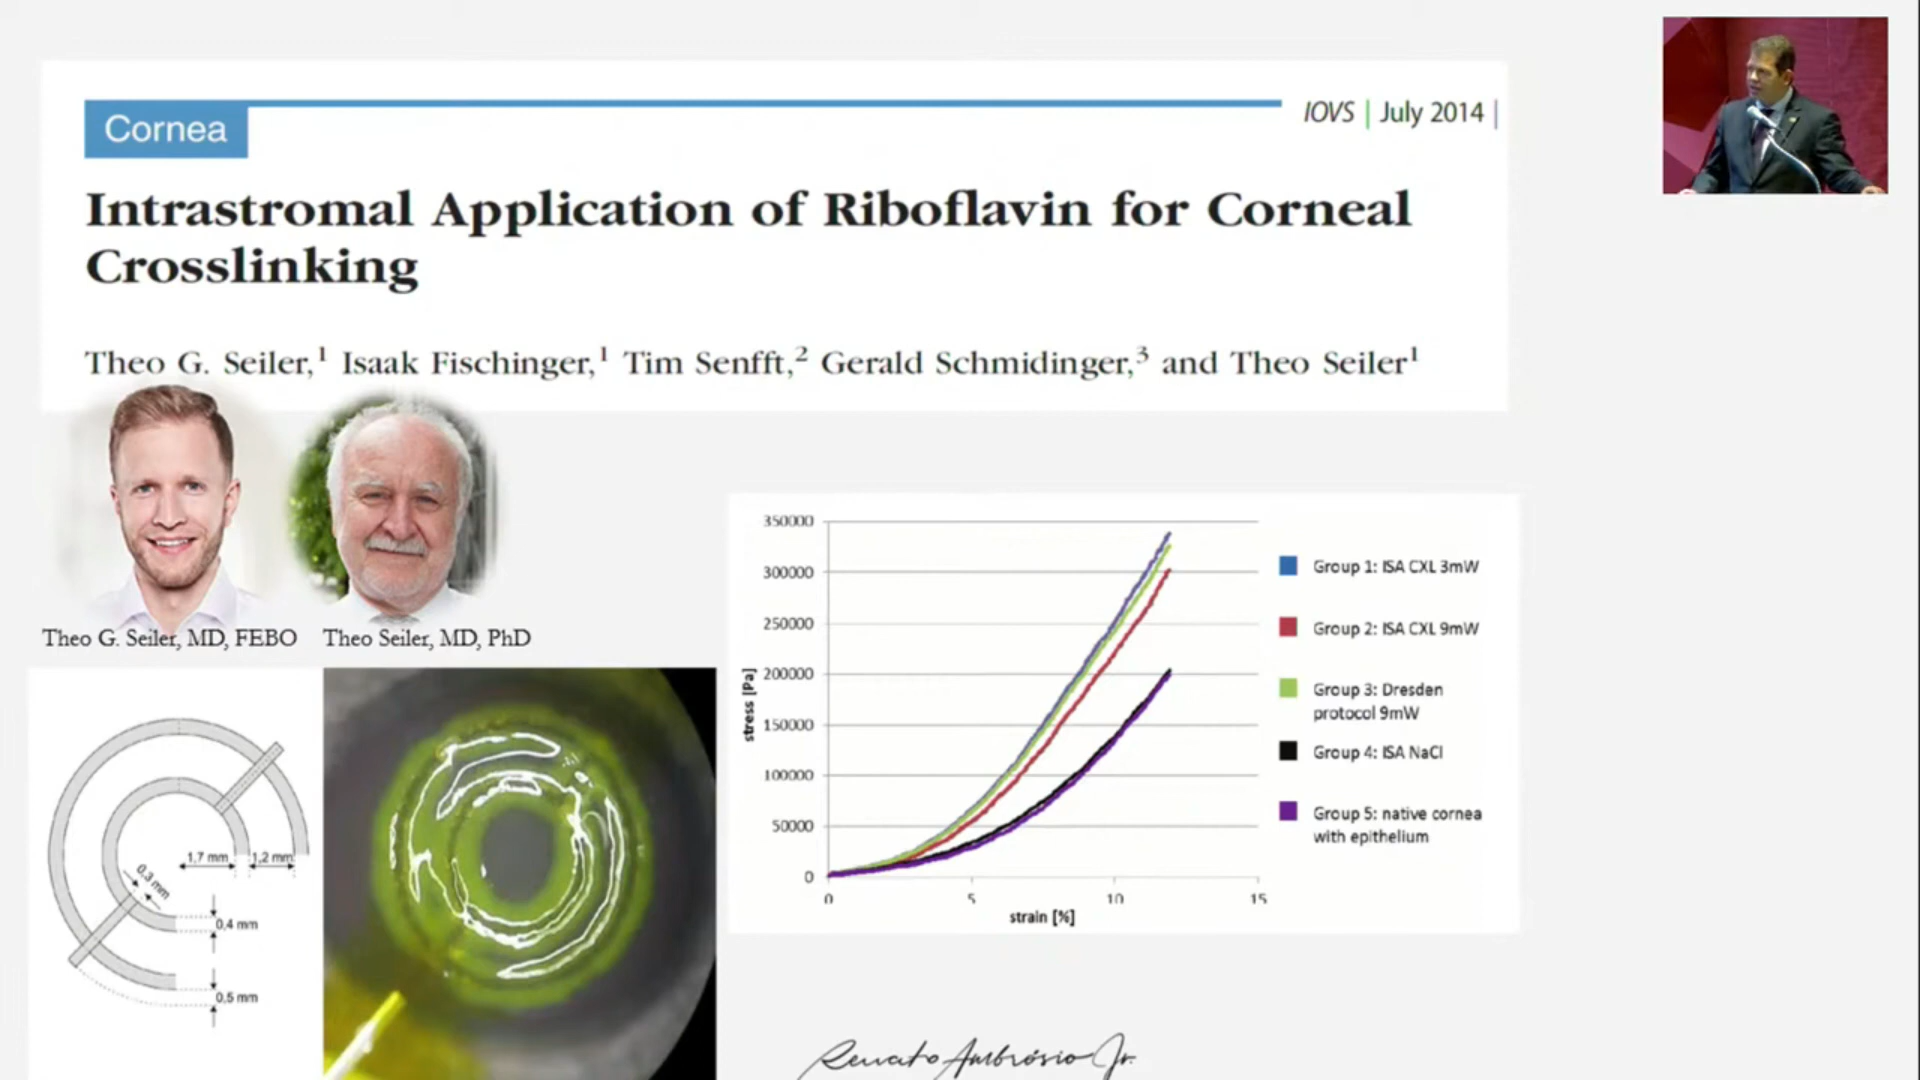 Cornea
IOVS | July 2014 |
Intrastromal Application of Riboflavin for Corneal
Crosslinking
Theo G. Seiler,1 Isaak Fischinger,1 Tim Senfft,2 Gerald Schmidinger,3 and Theo Seiler1
Theo G. Seiler, MD, FEBO
Theo Seiler, MD, PhD
1,7 mm
1,2 mm
0,3 mm
0,4 mm
0,5 mm
350000
300000
250000
200000
150000
100000
50000
0
stress [Pa]
0 5 10 15
strain [%]
Group 1: ISA CXL 3mW
Group 2: ISA CXL 9mW
Group 3: Dresden
protocol 9mW
Group 4: ISA NaCl
Group 5: native cornea
with epithelium
Renato Ambrósio Jr.